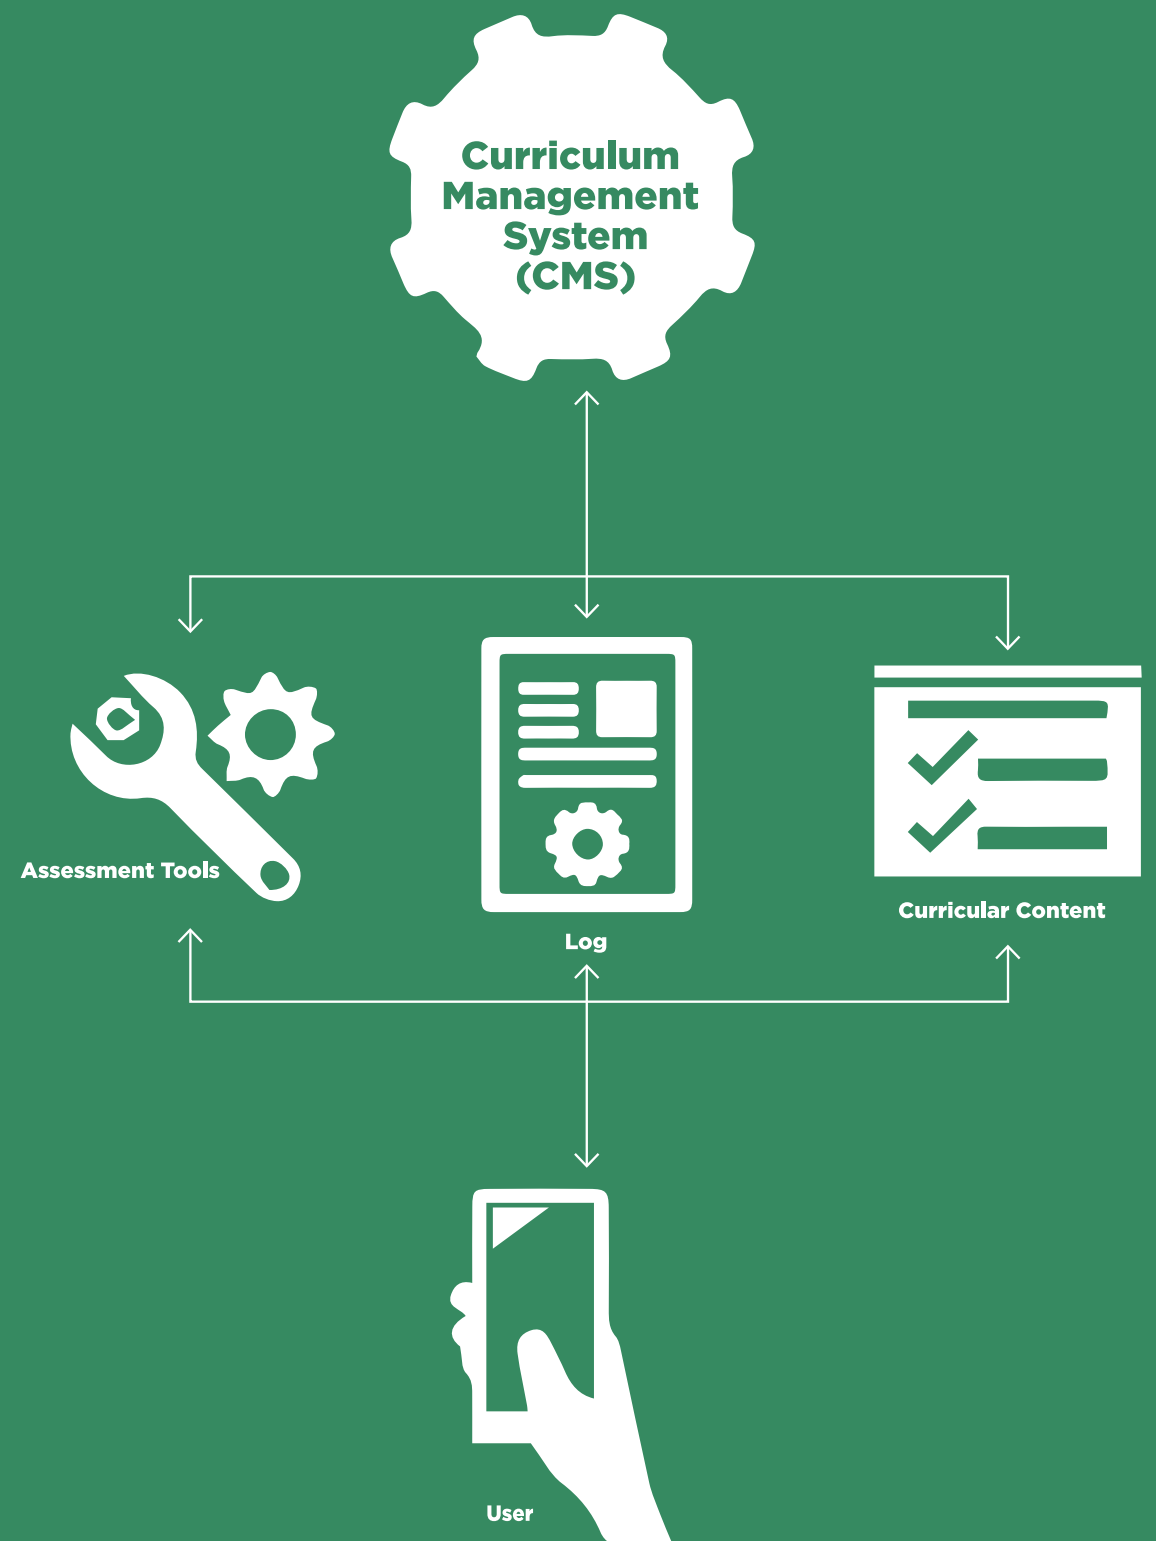 Curriculum
Management
System
(CMS)
Assessment Tools
Curricular Content
Log
User